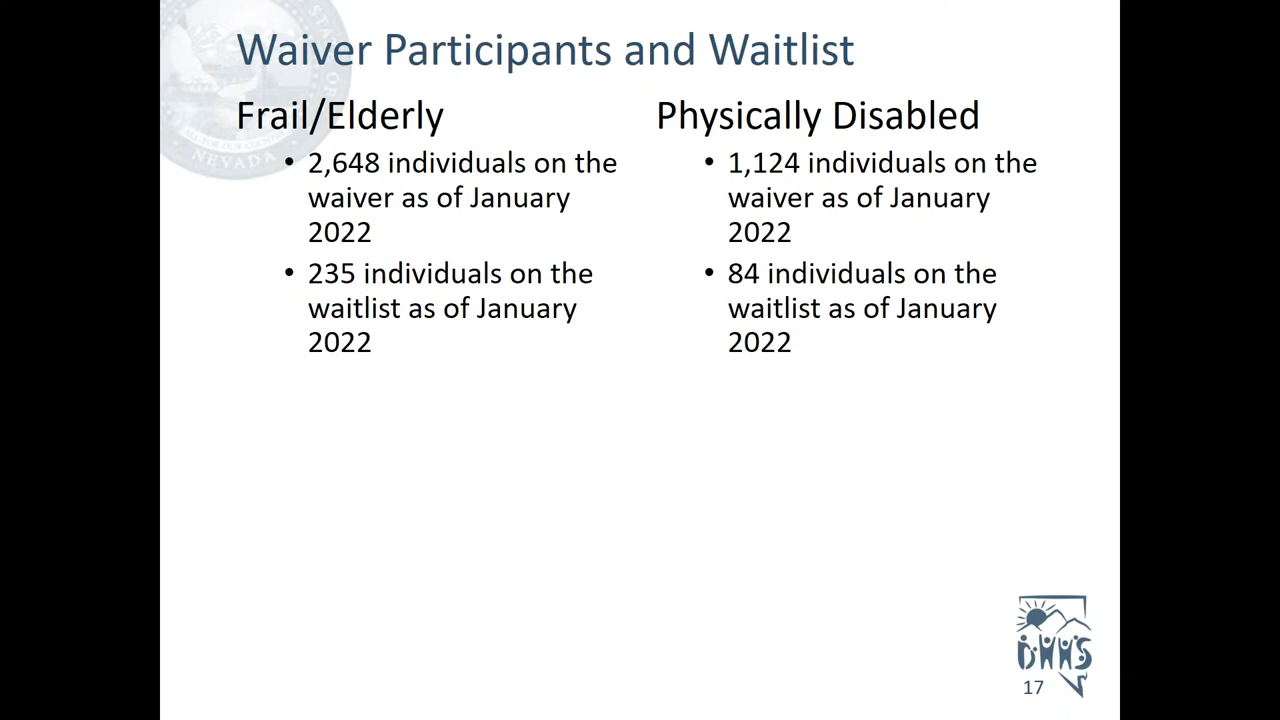 Waiver Participants and Waitlist
Frail/Elderly
• 2,648 individuals on the
waiver as of January
2022
• 235 individuals on the
waitlist as of January
2022
Physically Disabled
• 1,124 individuals on the
waiver as of January
2022
• 84 individuals on the
waitlist as of January
2022
NEVADA
DHHS
17